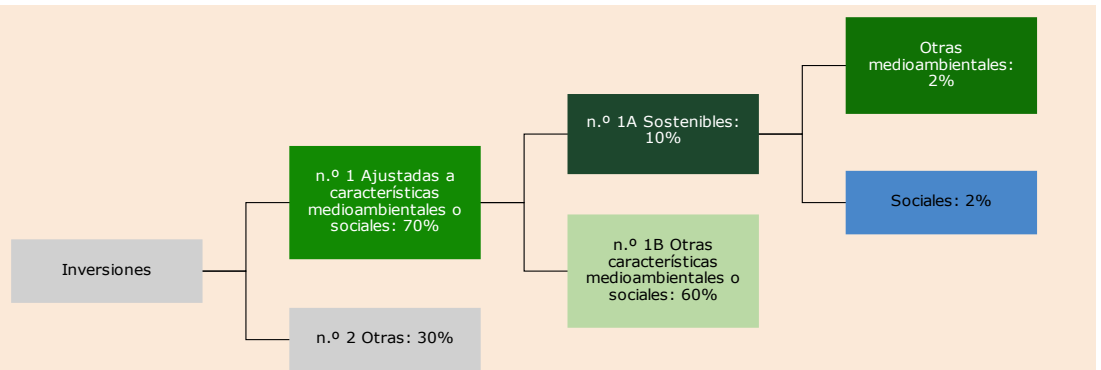 Inversiones
n.º 1 Ajustadas a
características
medioambientales o
sociales: 70%
n.º 2 Otras: 30%
n.º 1A Sostenibles:
10%
n.º 1B Otras
características
medioambientales o
sociales: 60%
Otras
medioambientales:
2%
Sociales: 2%